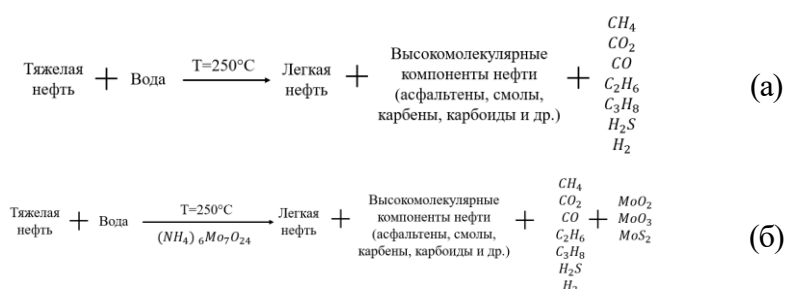 Тяжелая нефть + Вода T=250°C Легкая нефть + Высокомолекулярные компоненты нефти (асфальтены, смолы, карбены, карбоиды и др.) +
CH₄
CO₂
CO
C₂H₆
C₃H₈
H₂S
H₂
(а)
Тяжелая нефть + Вода T=250°C (NH₄)₆Mo₇O₂₄ Легкая нефть + Высокомолекулярные компоненты нефти (асфальтены, смолы, карбены, карбоиды и др.) +
CH₄
CO₂
CO
C₂H₆
C₃H₈
H₂S
H₂
+
MoO₂
MoO₃
MoS₂
(б)